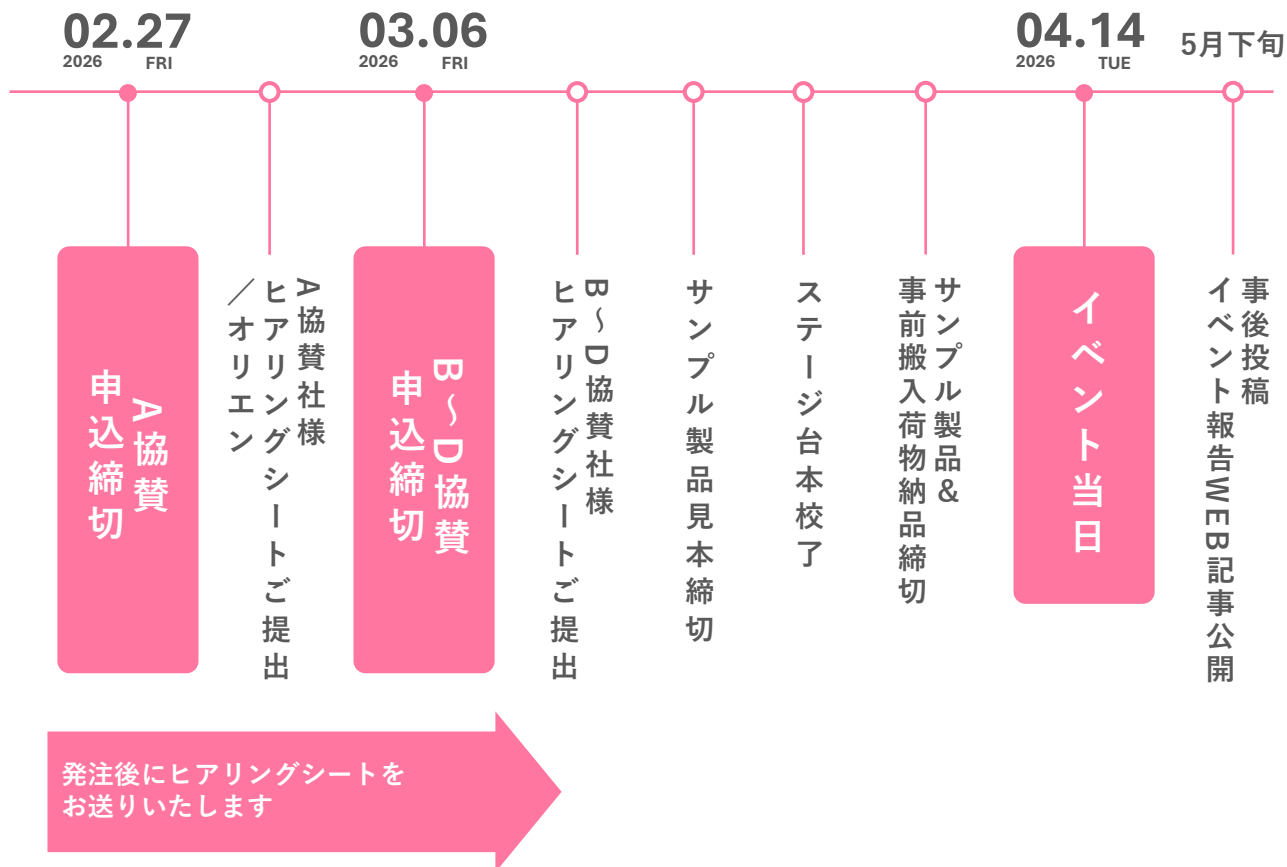 02.27
2026 FRI
03.06
2026 FRI
04.14
2026 TUE
5月下旬
A協賛
申込締切
A協賛社様
ヒアリングシートご提出
／オリエン
B〜D協賛
申込締切
B〜D協賛社様
ヒアリングシートご提出
サンプル製品見本締切
ステージ台本校了
サンプル製品&
事前搬入荷物納品締切
イベント当日
事後投稿
イベント報告WEB記事公開
発注後にヒアリングシートを
お送りいたします